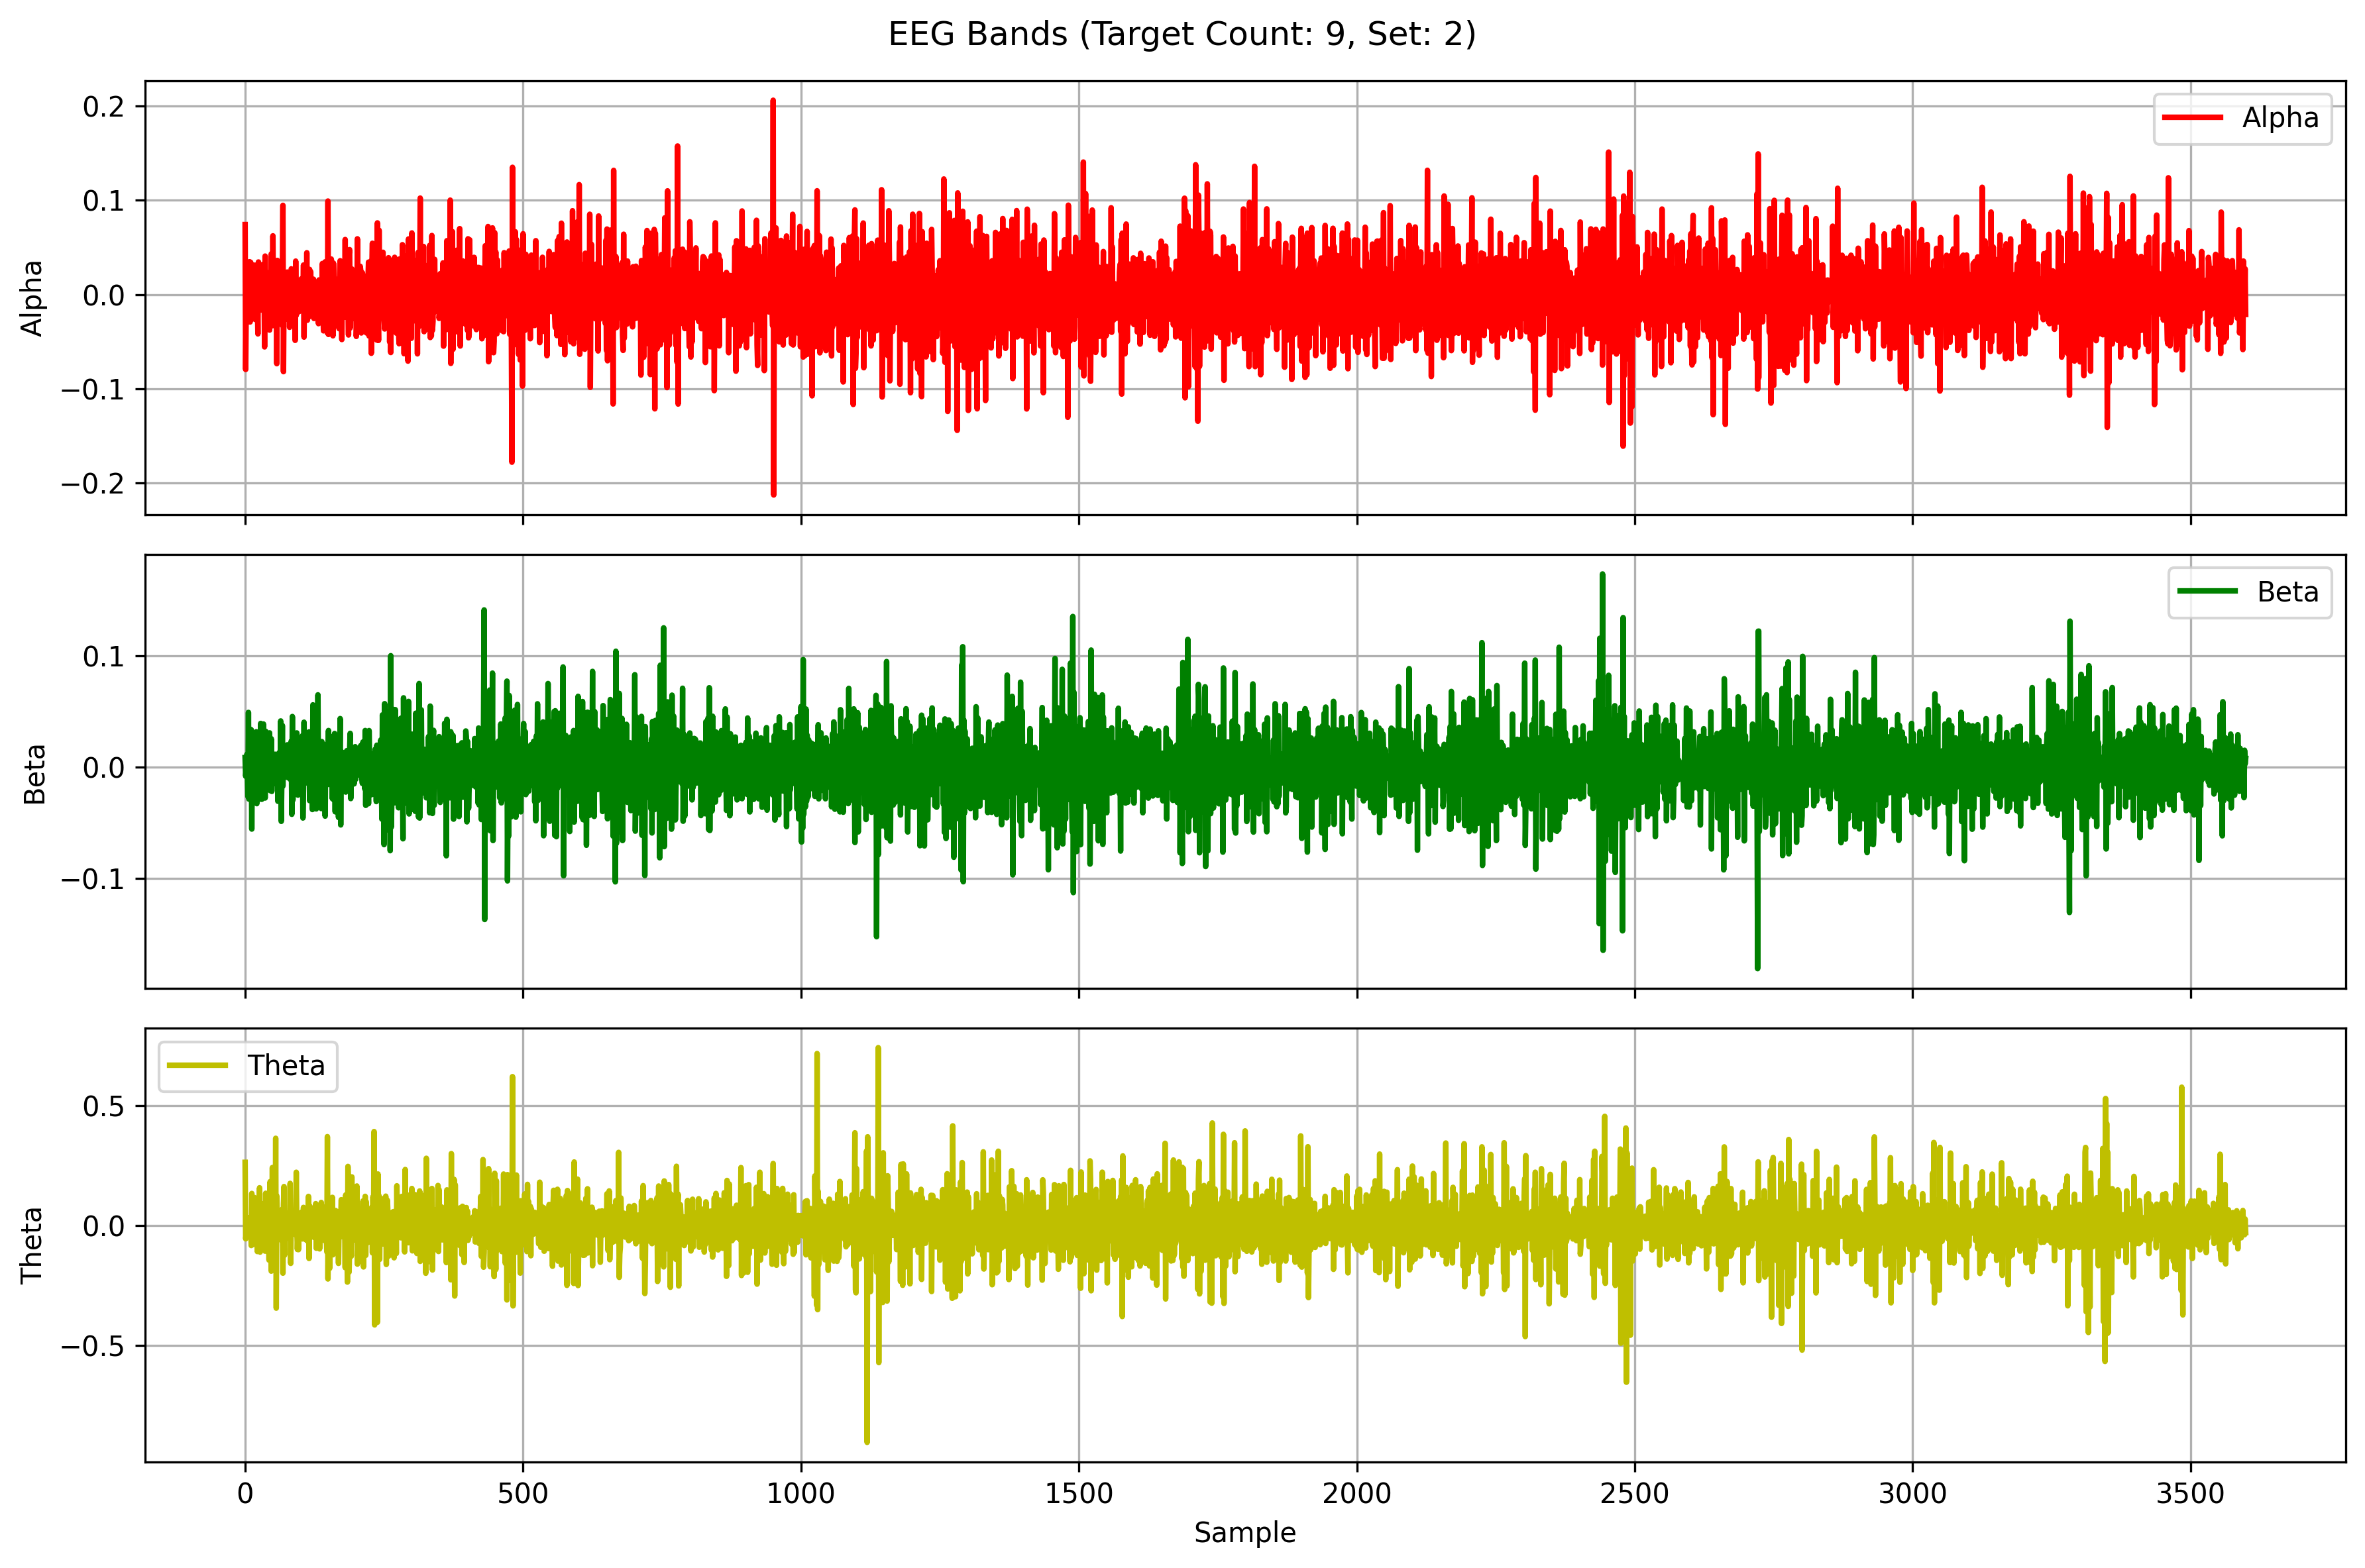 EEG Bands (Target Count: 9, Set: 2)
0.2
0.1
0.0
−0.1
−0.2
Alpha
Alpha
0.1
0.0
−0.1
Beta
Beta
0.5
0.0
−0.5
Theta
Theta
0 500 1000 1500 2000 2500 3000 3500
Sample